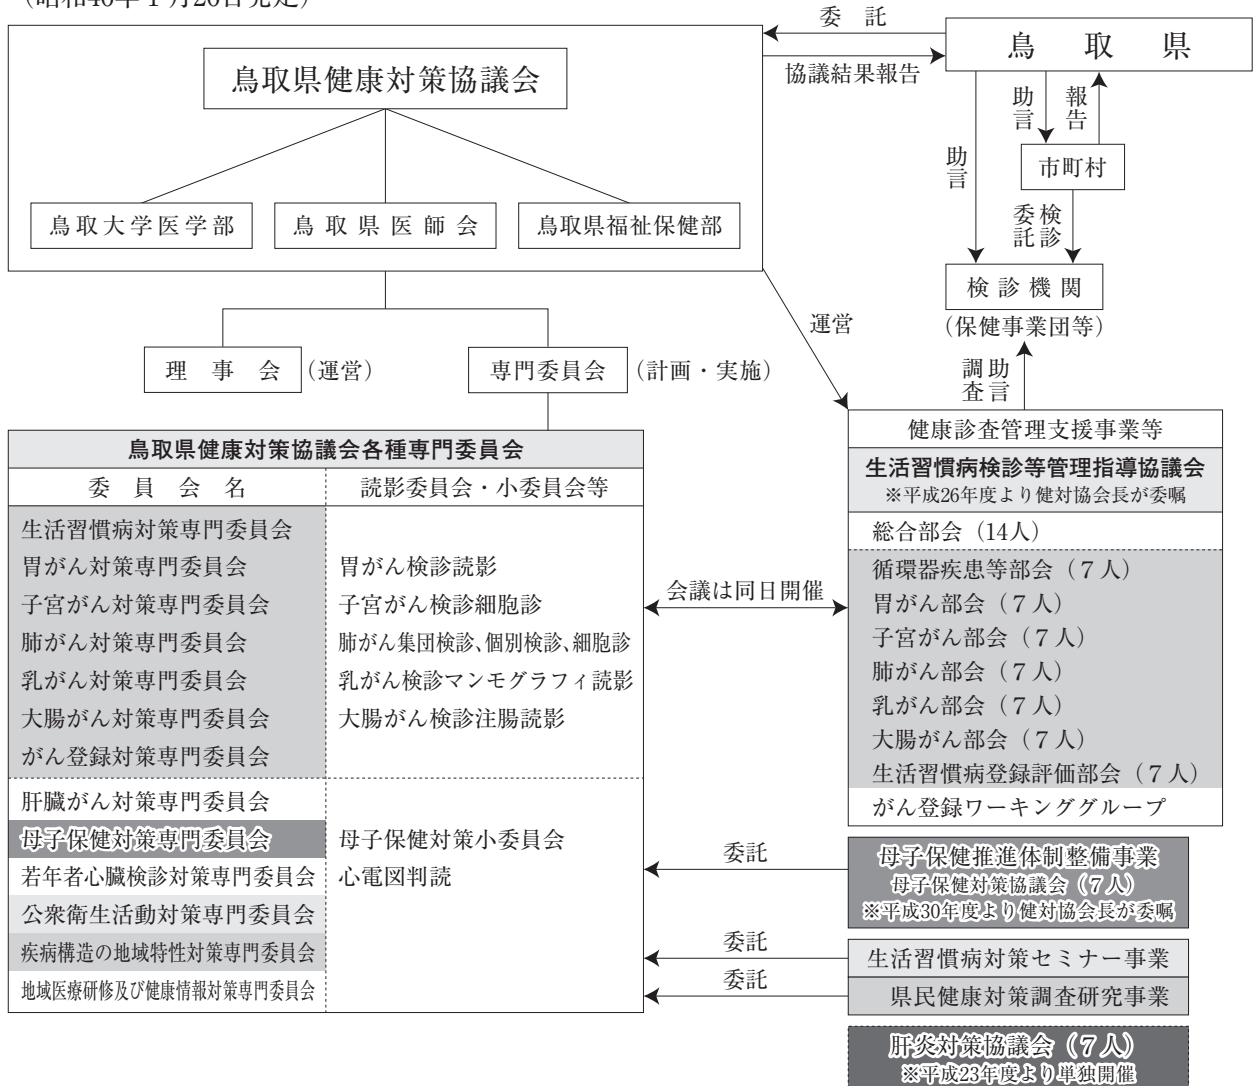 （昭和46年１月26日発足）
委　託
鳥　取　県
協議結果報告
鳥取県健康対策協議会
助言
報告
助言
市町村
鳥取大学医学部
鳥取県医師会
鳥取県福祉保健部
検診
委託
検診機関
（保健事業団等）
運営
理　事　会
（運営）
専門委員会
（計画・実施）
助言
調査
鳥取県健康対策協議会各種専門委員会
委　員　会　名
読影委員会・小委員会等
生活習慣病対策専門委員会
胃がん対策専門委員会
胃がん検診読影
子宮がん対策専門委員会
子宮がん検診細胞診
肺がん対策専門委員会
肺がん集団検診、個別検診、細胞診
乳がん対策専門委員会
乳がん検診マンモグラフィ読影
大腸がん対策専門委員会
大腸がん検診注腸読影
がん登録対策専門委員会
肝臓がん対策専門委員会
母子保健対策専門委員会
母子保健対策小委員会
若年者心臓検診対策専門委員会
心電図判読
公衆衛生活動対策専門委員会
疾病構造の地域特性対策専門委員会
地域医療研修及び健康情報対策専門委員会
会議は同日開催
健康診査管理支援事業等
生活習慣病検診等管理指導協議会
※平成26年度より健対協会長が委嘱
総合部会（14人）
循環器疾患等部会（７人）
胃がん部会（７人）
子宮がん部会（７人）
肺がん部会（７人）
乳がん部会（７人）
大腸がん部会（７人）
生活習慣病登録評価部会（７人）
がん登録ワーキンググループ
委託
母子保健推進体制整備事業
母子保健対策協議会（７人）
※平成30年度より健対協会長が委嘱
委託
生活習慣病対策セミナー事業
委託
県民健康対策調査研究事業
肝炎対策協議会（７人）
※平成23年度より単独開催